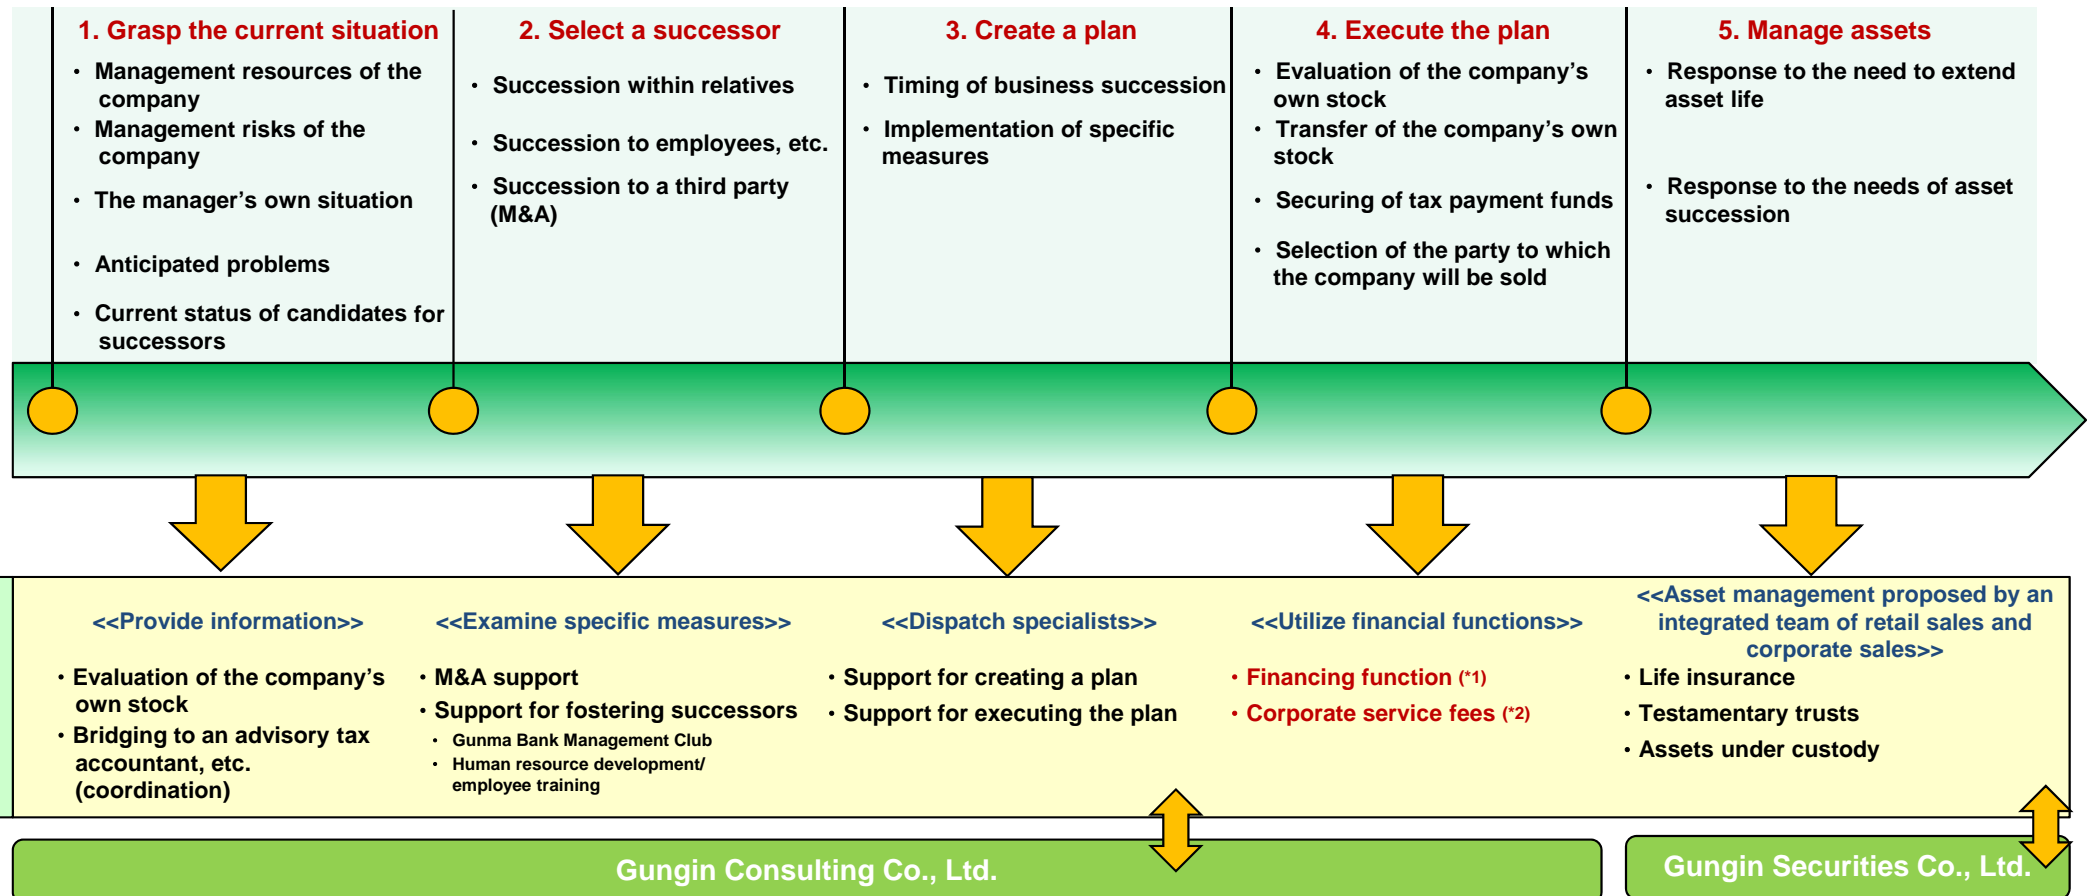 1. Grasp the current situation
・ Management resources of the
company
・ Management risks of the
company
・ The manager’s own situation
・ Anticipated problems
・ Current status of candidates for
successors
2. Select a successor
・ Succession within relatives
・ Succession to employees, etc.
・ Succession to a third party
(M&A)
3. Create a plan
・ Timing of business succession
・ Implementation of specific
measures
4. Execute the plan
・ Evaluation of the company’s
own stock
・ Transfer of the company’s own
stock
・ Securing of tax payment funds
・ Selection of the party to which
the company will be sold
5. Manage assets
・ Response to the need to extend
asset life
・ Response to the needs of asset
succession
<<Provide information>>
・ Evaluation of the company’s
own stock
・ Bridging to an advisory tax
accountant, etc.
(coordination)
<<Examine specific measures>>
・ M&A support
・ Support for fostering successors
・ Gunma Bank Management Club
・ Human resource development/
employee training
<<Dispatch specialists>>
・ Support for creating a plan
・ Support for executing the plan
<<Utilize financial functions>>
・ Financing function (*1)
・ Corporate service fees (*2)
<<Asset management proposed by an
integrated team of retail sales and
corporate sales>>
・ Life insurance
・ Testamentary trusts
・ Assets under custody
Gungin Consulting Co., Ltd.
Gungin Securities Co., Ltd.